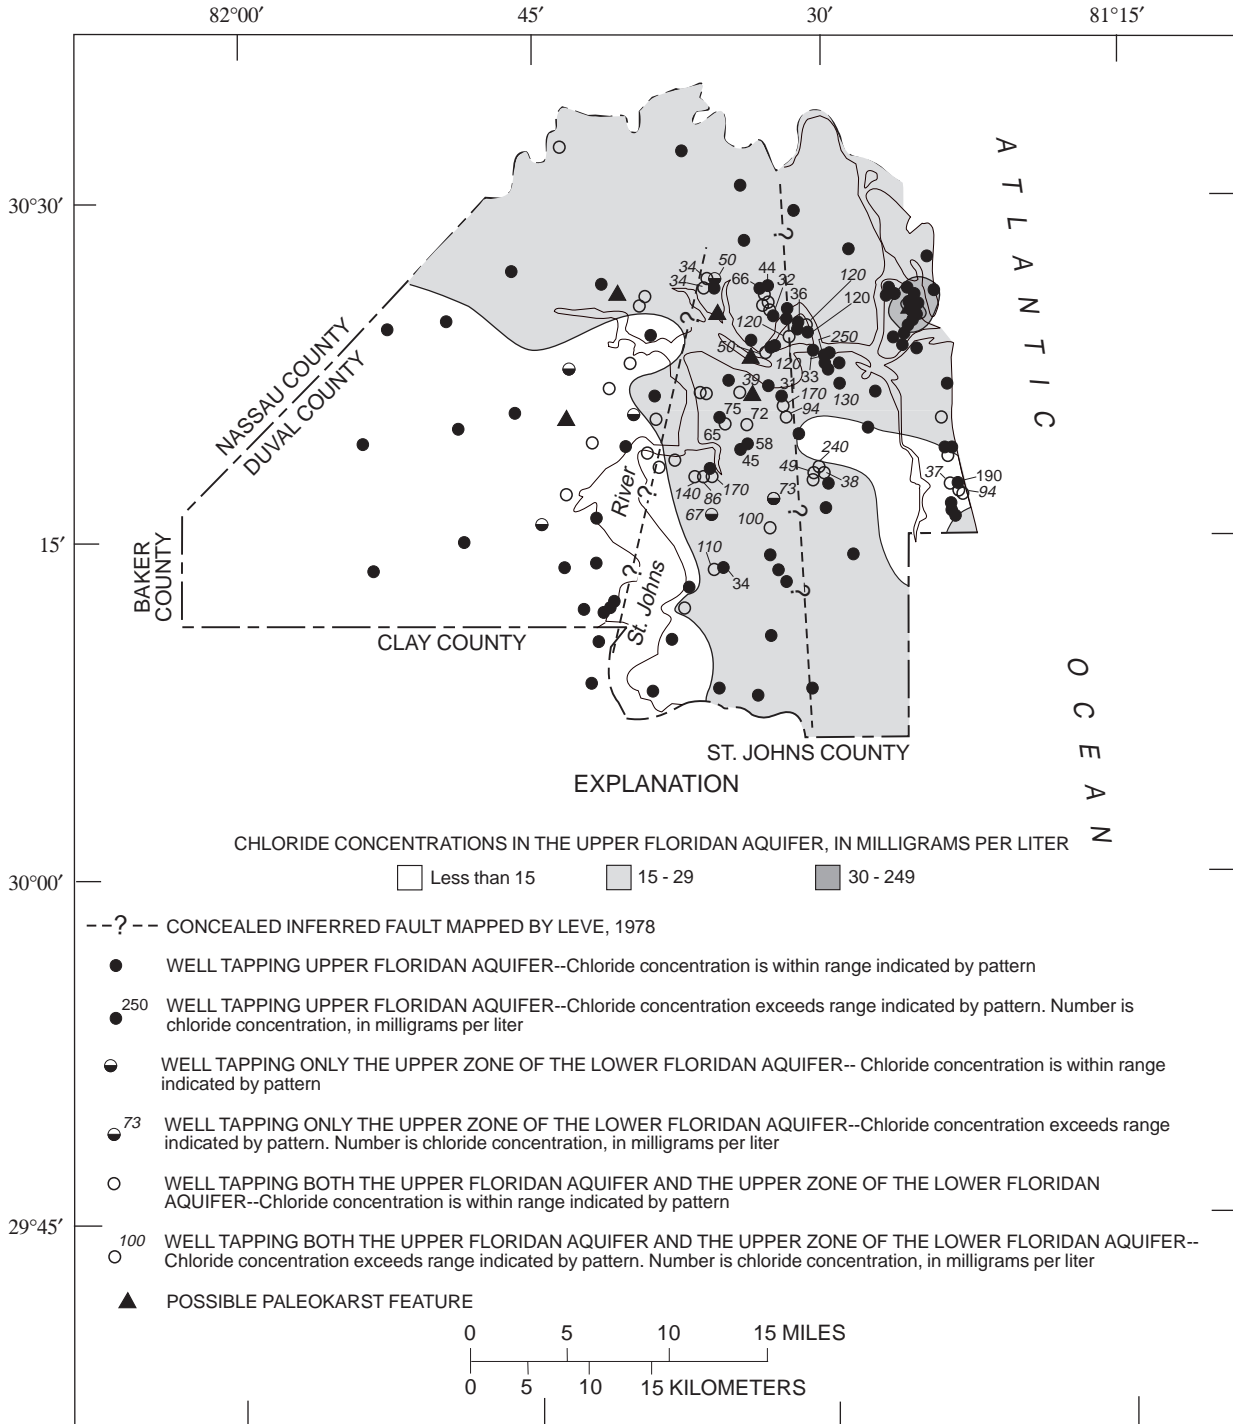 82°00′ 45′ 30′ 81°15′
ATLANTIC
30°30′
34 50
34 66 44 32 120
36
120 120
250
50 120 33
39 31 130
170
94
75 72
65 58
45
240
49 38
37 190
94
140 86 170 73
67
100
110
34
?
?
?
?
?
?
NASSAU COUNTY
DUVAL COUNTY
River
St. Johns
15′
BAKER
COUNTY
CLAY COUNTY
OCEAN
ST. JOHNS COUNTY
EXPLANATION
CHLORIDE CONCENTRATIONS IN THE UPPER FLORIDAN AQUIFER, IN MILLIGRAMS PER LITER
Less than 15 15 - 29 30 - 249
30°00′
--?-- CONCEALED INFERRED FAULT MAPPED BY LEVE, 1978
WELL TAPPING UPPER FLORIDAN AQUIFER--Chloride concentration is within range indicated by pattern
250 WELL TAPPING UPPER FLORIDAN AQUIFER--Chloride concentration exceeds range indicated by pattern. Number is
chloride concentration, in milligrams per liter
WELL TAPPING ONLY THE UPPER ZONE OF THE LOWER FLORIDAN AQUIFER-- Chloride concentration is within range
indicated by pattern
73 WELL TAPPING ONLY THE UPPER ZONE OF THE LOWER FLORIDAN AQUIFER--Chloride concentration exceeds range
indicated by pattern. Number is chloride concentration, in milligrams per liter
WELL TAPPING BOTH THE UPPER FLORIDAN AQUIFER AND THE UPPER ZONE OF THE LOWER FLORIDAN
AQUIFER--Chloride concentration is within range indicated by pattern
29°45′
100 WELL TAPPING BOTH THE UPPER FLORIDAN AQUIFER AND THE UPPER ZONE OF THE LOWER FLORIDAN AQUIFER--
Chloride concentration exceeds range indicated by pattern. Number is chloride concentration, in milligrams per liter
POSSIBLE PALEOKARST FEATURE
0 5 10 15 MILES
0 5 10 15 KILOMETERS